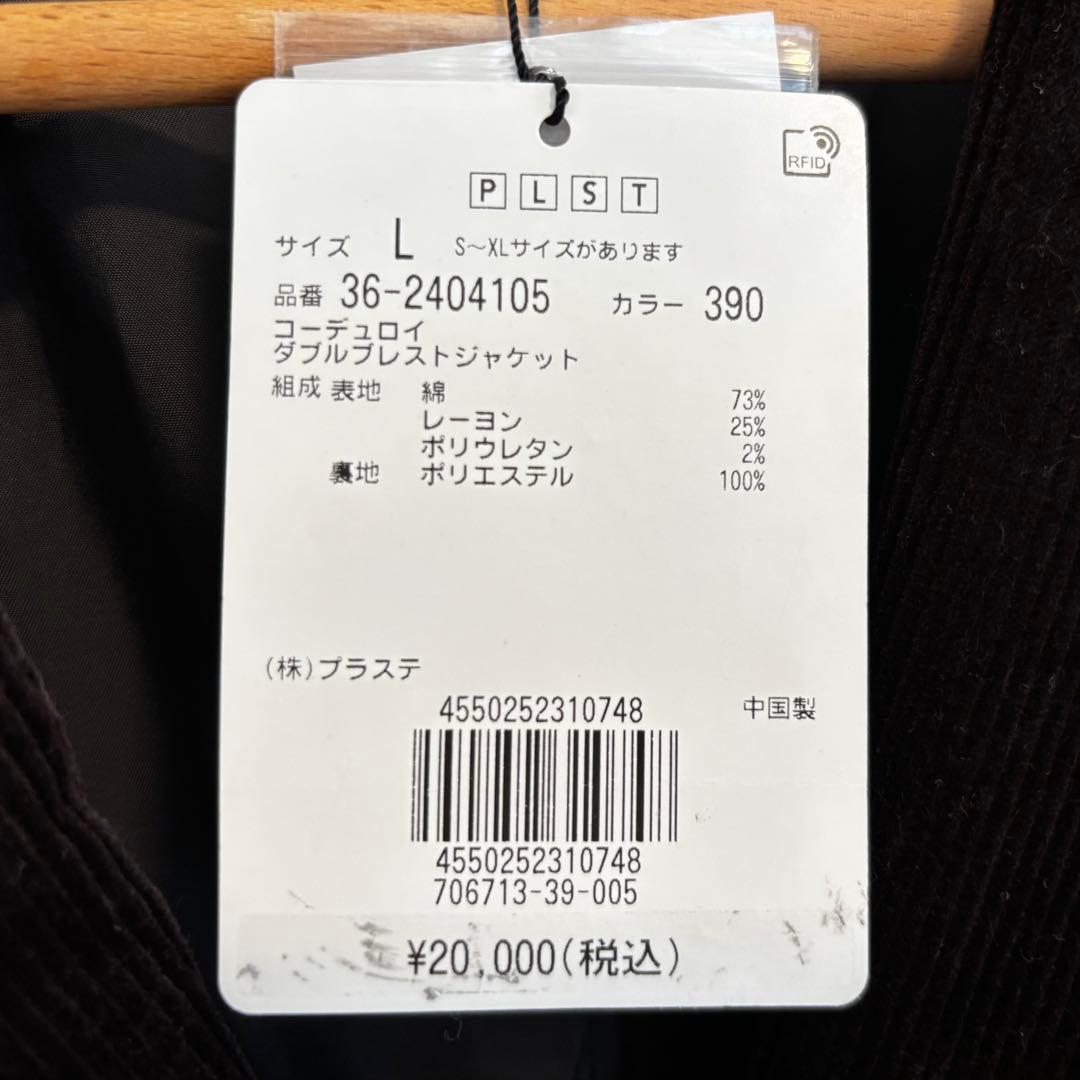 RFID
PLST
サイズ L S～XLサイズがあります
品番 36-2404105 カラー 390
コーデュロイ
ダブルブレストジャケット
組成 表地 綿 73%
レーヨン 25%
ポリウレタン 2%
裏地 ポリエステル 100%
(株)プラステ
4550252310748 中国製
4550252310748
706713-39-005
¥20,000(税込)